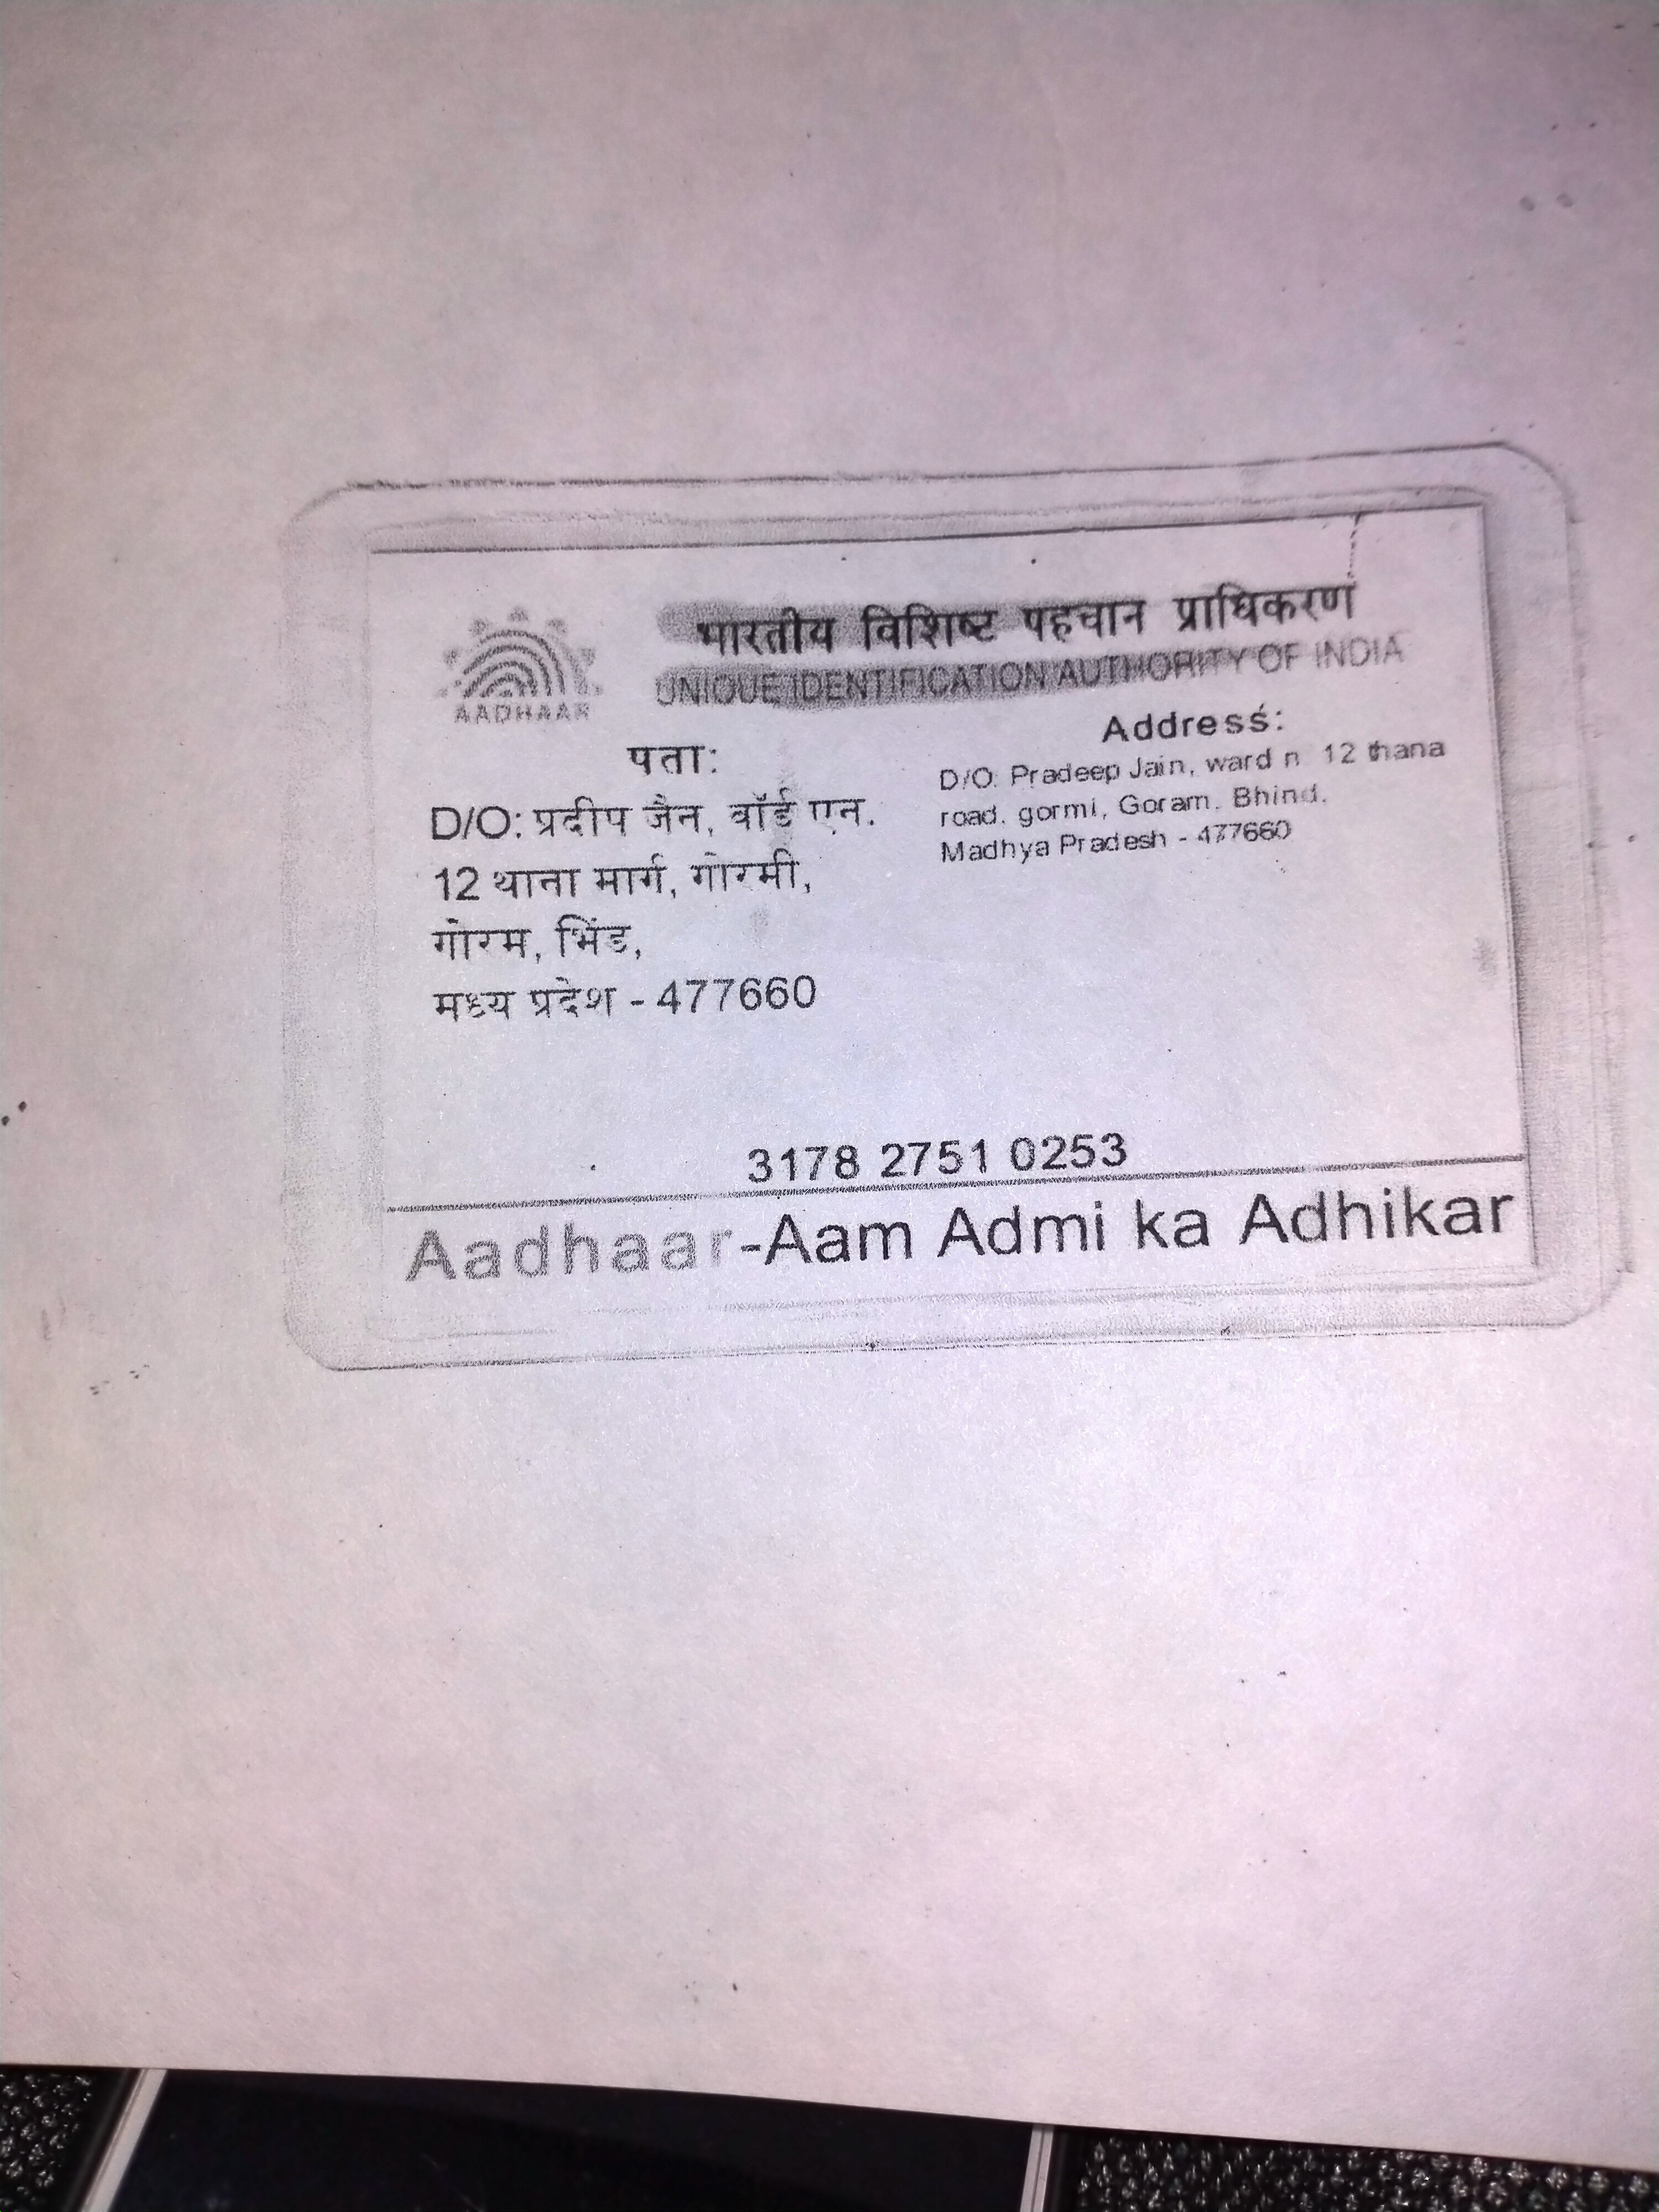 भारतीय विशिष्ट पहचान प्राधिकरण
UNIQUE IDENTIFICATION AUTHORITY OF INDIA
AADHAAR
पता:
D/O: प्रदीप जैन, वॉर्ड एन.
12 थाना मार्ग, गोरमी,
गोरम, भिंड,
मध्य प्रदेश - 477660
Address:
D/O: Pradeep Jain, ward n 12 thana
road, gormi, Goram, Bhind,
Madhya Pradesh - 477660
3178 2751 0253
Aadhaar-Aam Admi ka Adhikar